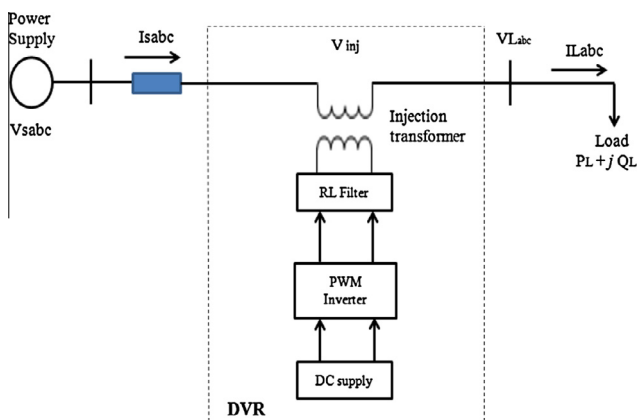 Power
Supply
Isabc
V inj
VLabc
ILabc
Vsabc
Injection
transformer
Load
PL + j QL
RL Filter
PWM
Inverter
DC supply
DVR